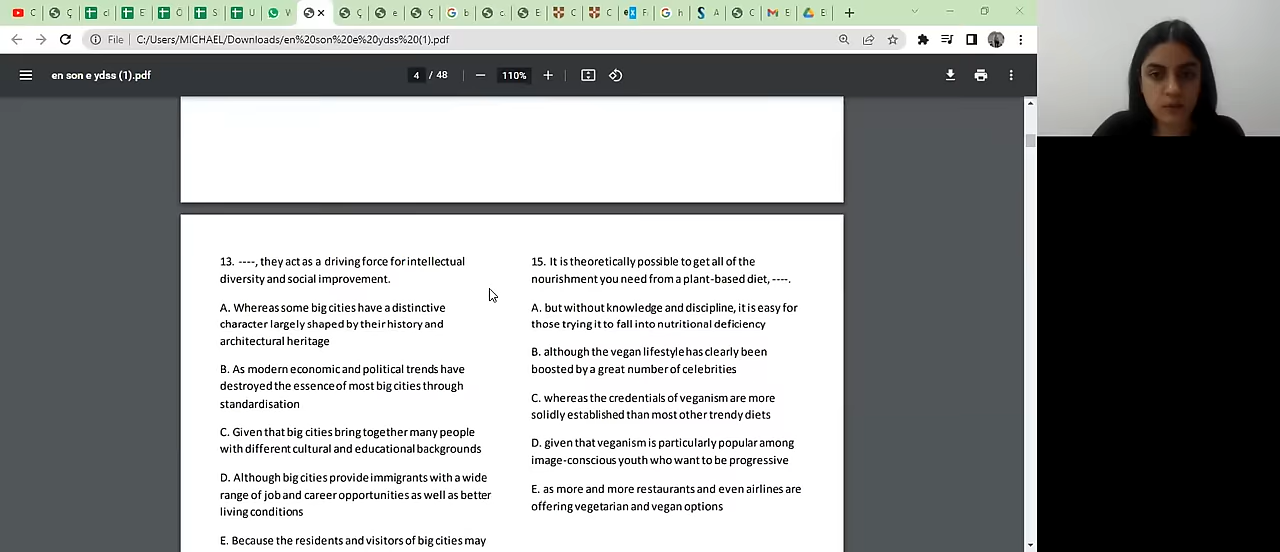 File
C:/Users/MICHAEL/Downloads/en%20son%20e%20ydss%20(1).pdf
en son e ydss (1).pdf
4 / 48
110%
13. ----, they act as a driving force for intellectual
diversity and social improvement.
A. Whereas some big cities have a distinctive
character largely shaped by their history and
architectural heritage
B. As modern economic and political trends have
destroyed the essence of most big cities through
standardisation
C. Given that big cities bring together many people
with different cultural and educational backgrounds
D. Although big cities provide immigrants with a wide
range of job and career opportunities as well as better
living conditions
E. Because the residents and visitors of big cities may
15. It is theoretically possible to get all of the
nourishment you need from a plant-based diet, ----.
A. but without knowledge and discipline, it is easy for
those trying it to fall into nutritional deficiency
B. although the vegan lifestyle has clearly been
boosted by a great number of celebrities
C. whereas the credentials of veganism are more
solidly established than most other trendy diets
D. given that veganism is particularly popular among
image-conscious youth who want to be progressive
E. as more and more restaurants and even airlines are
offering vegetarian and vegan options